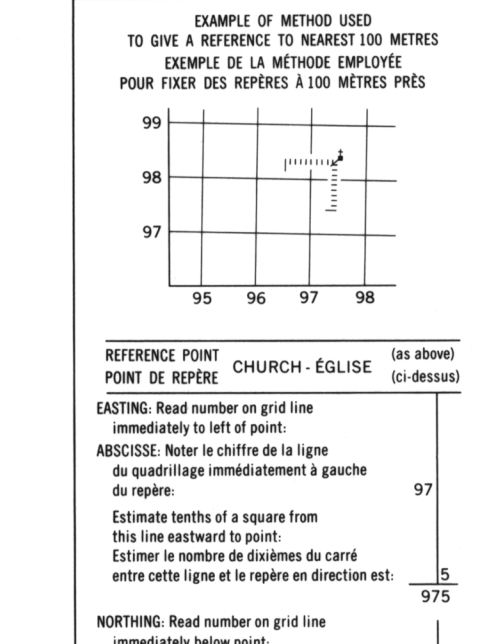 EXAMPLE OF METHOD USED
TO GIVE A REFERENCE TO NEAREST 100 METRES
EXEMPLE DE LA MÉTHODE EMPLOYÉE
POUR FIXER DES REPÈRES À 100 MÈTRES PRÈS
99
98
97
95 96 97 98
REFERENCE POINT
POINT DE REPÈRE
CHURCH - ÉGLISE
(as above)
(ci-dessus)
EASTING: Read number on grid line
immediately to left of point:
ABSCISSE: Noter le chiffre de la ligne
du quadrillage immédiatement à gauche
du repère: 97
Estimate tenths of a square from
this line eastward to point:
Estimer le nombre de dixièmes du carré
entre cette ligne et le repère en direction est: 5
975
NORTHING: Read number on grid line
immediately below point: